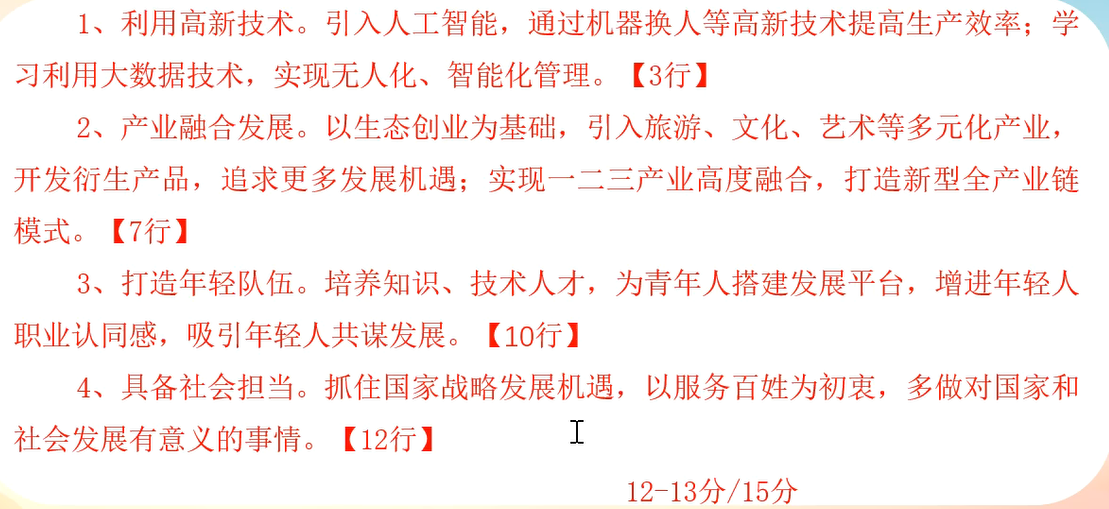 1、利用高新技术。引入人工智能，通过机器换人等高新技术提高生产效率；学
习利用大数据技术，实现无人化、智能化管理。【3行】
2、产业融合发展。以生态创业为基础，引入旅游、文化、艺术等多元化产业，
开发衍生产品，追求更多发展机遇；实现一二三产业高度融合，打造新型全产业链
模式。【7行】
3、打造年轻队伍。培养知识、技术人才，为青年人搭建发展平台，增进年轻人
职业认同感，吸引年轻人共谋发展。【10行】
4、具备社会担当。抓住国家战略发展机遇，以服务百姓为初衷，多做对国家和
社会发展有意义的事情。【12行】
12-13分/15分